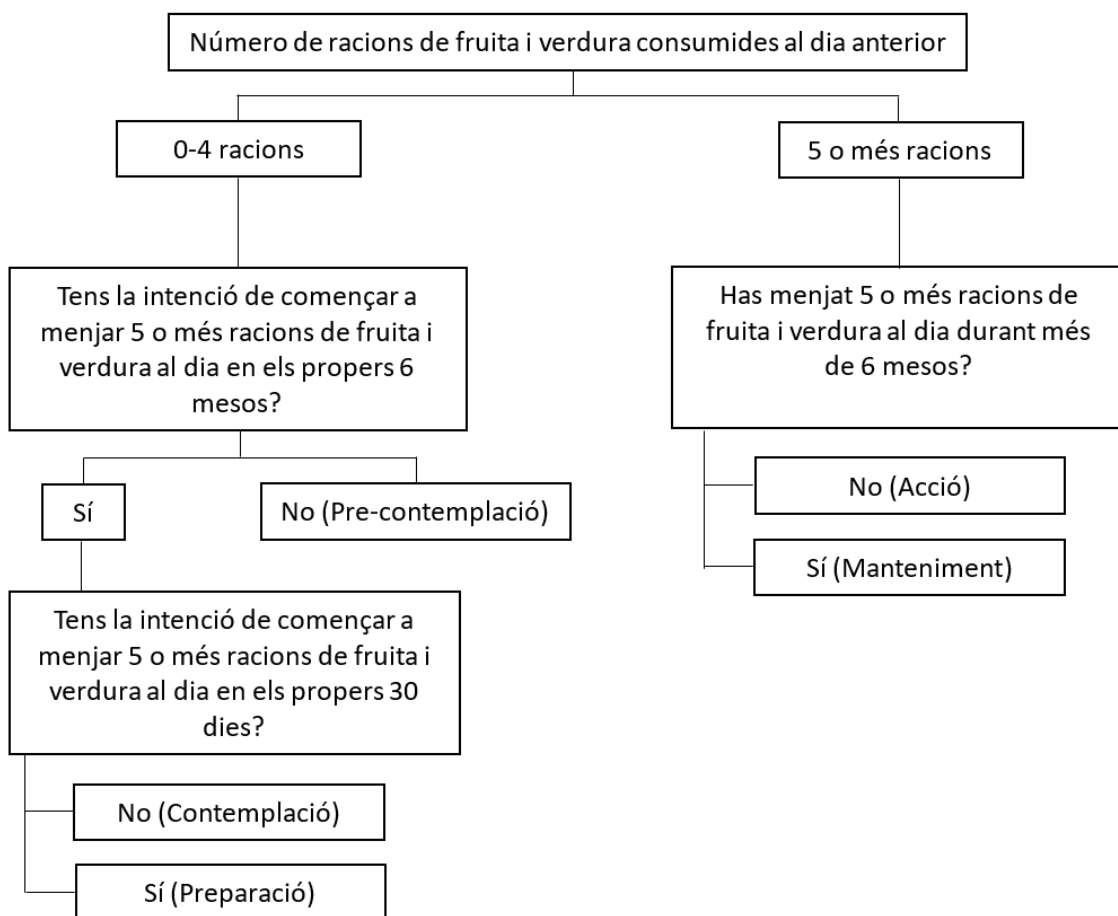 Número de racions de fruita i verdura consumides al dia anterior
0-4 racions
5 o més racions
Tens la intenció de començar a
menjar 5 o més racions de fruita i
verdura al dia en els propers 6
mesos?
Has menjat 5 o més racions de
fruita i verdura al dia durant més
de 6 mesos?
Sí
No (Pre-contemplació)
No (Acció)
Sí (Manteniment)
Tens la intenció de començar a
menjar 5 o més racions de fruita i
verdura al dia en els propers 30
dies?
No (Contemplació)
Sí (Preparació)